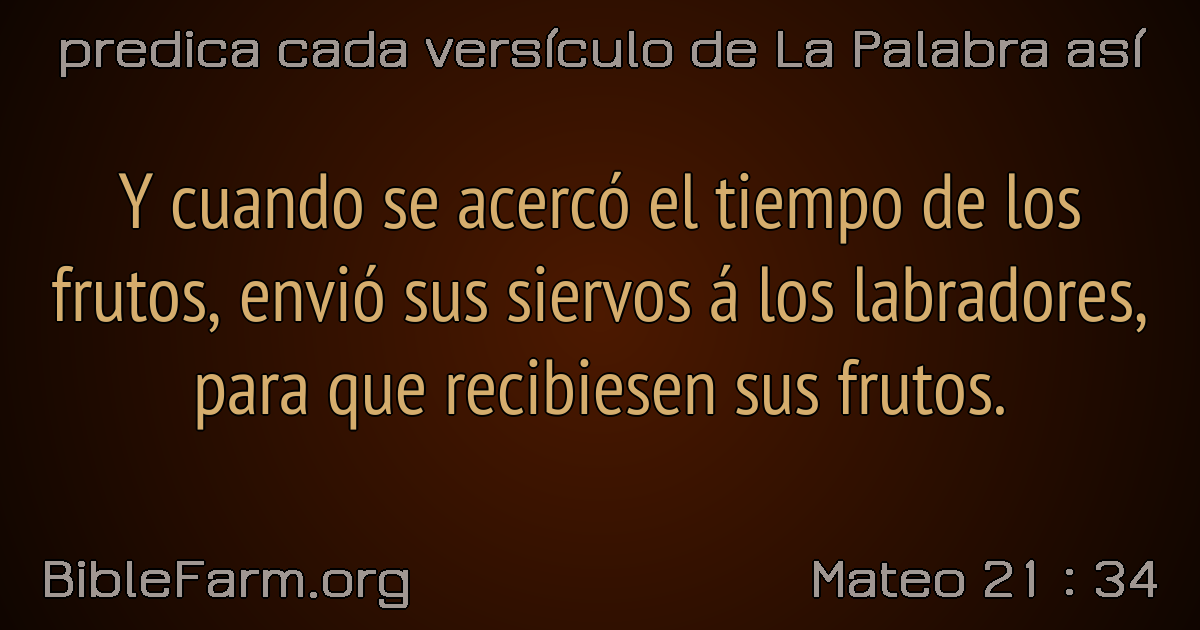 predica cada versículo de La Palabra así
Y cuando se acercó el tiempo de los
frutos, envió sus siervos á los labradores,
para que recibiesen sus frutos.
BibleFarm.org
Mateo 21 : 34